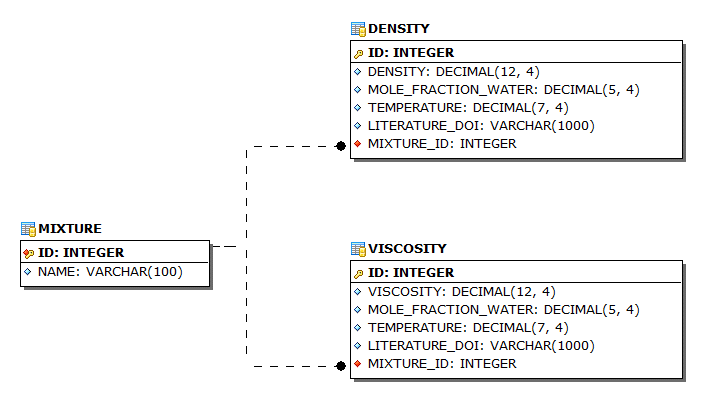 DENSITY
ID: INTEGER
DENSITY: DECIMAL(12, 4)
MOLE_FRACTION_WATER: DECIMAL(5, 4)
TEMPERATURE: DECIMAL(7, 4)
LITERATURE_DOI: VARCHAR(1000)
MIXTURE_ID: INTEGER
MIXTURE
ID: INTEGER
NAME: VARCHAR(100)
VISCOSITY
ID: INTEGER
VISCOSITY: DECIMAL(12, 4)
MOLE_FRACTION_WATER: DECIMAL(5, 4)
TEMPERATURE: DECIMAL(7, 4)
LITERATURE_DOI: VARCHAR(1000)
MIXTURE_ID: INTEGER